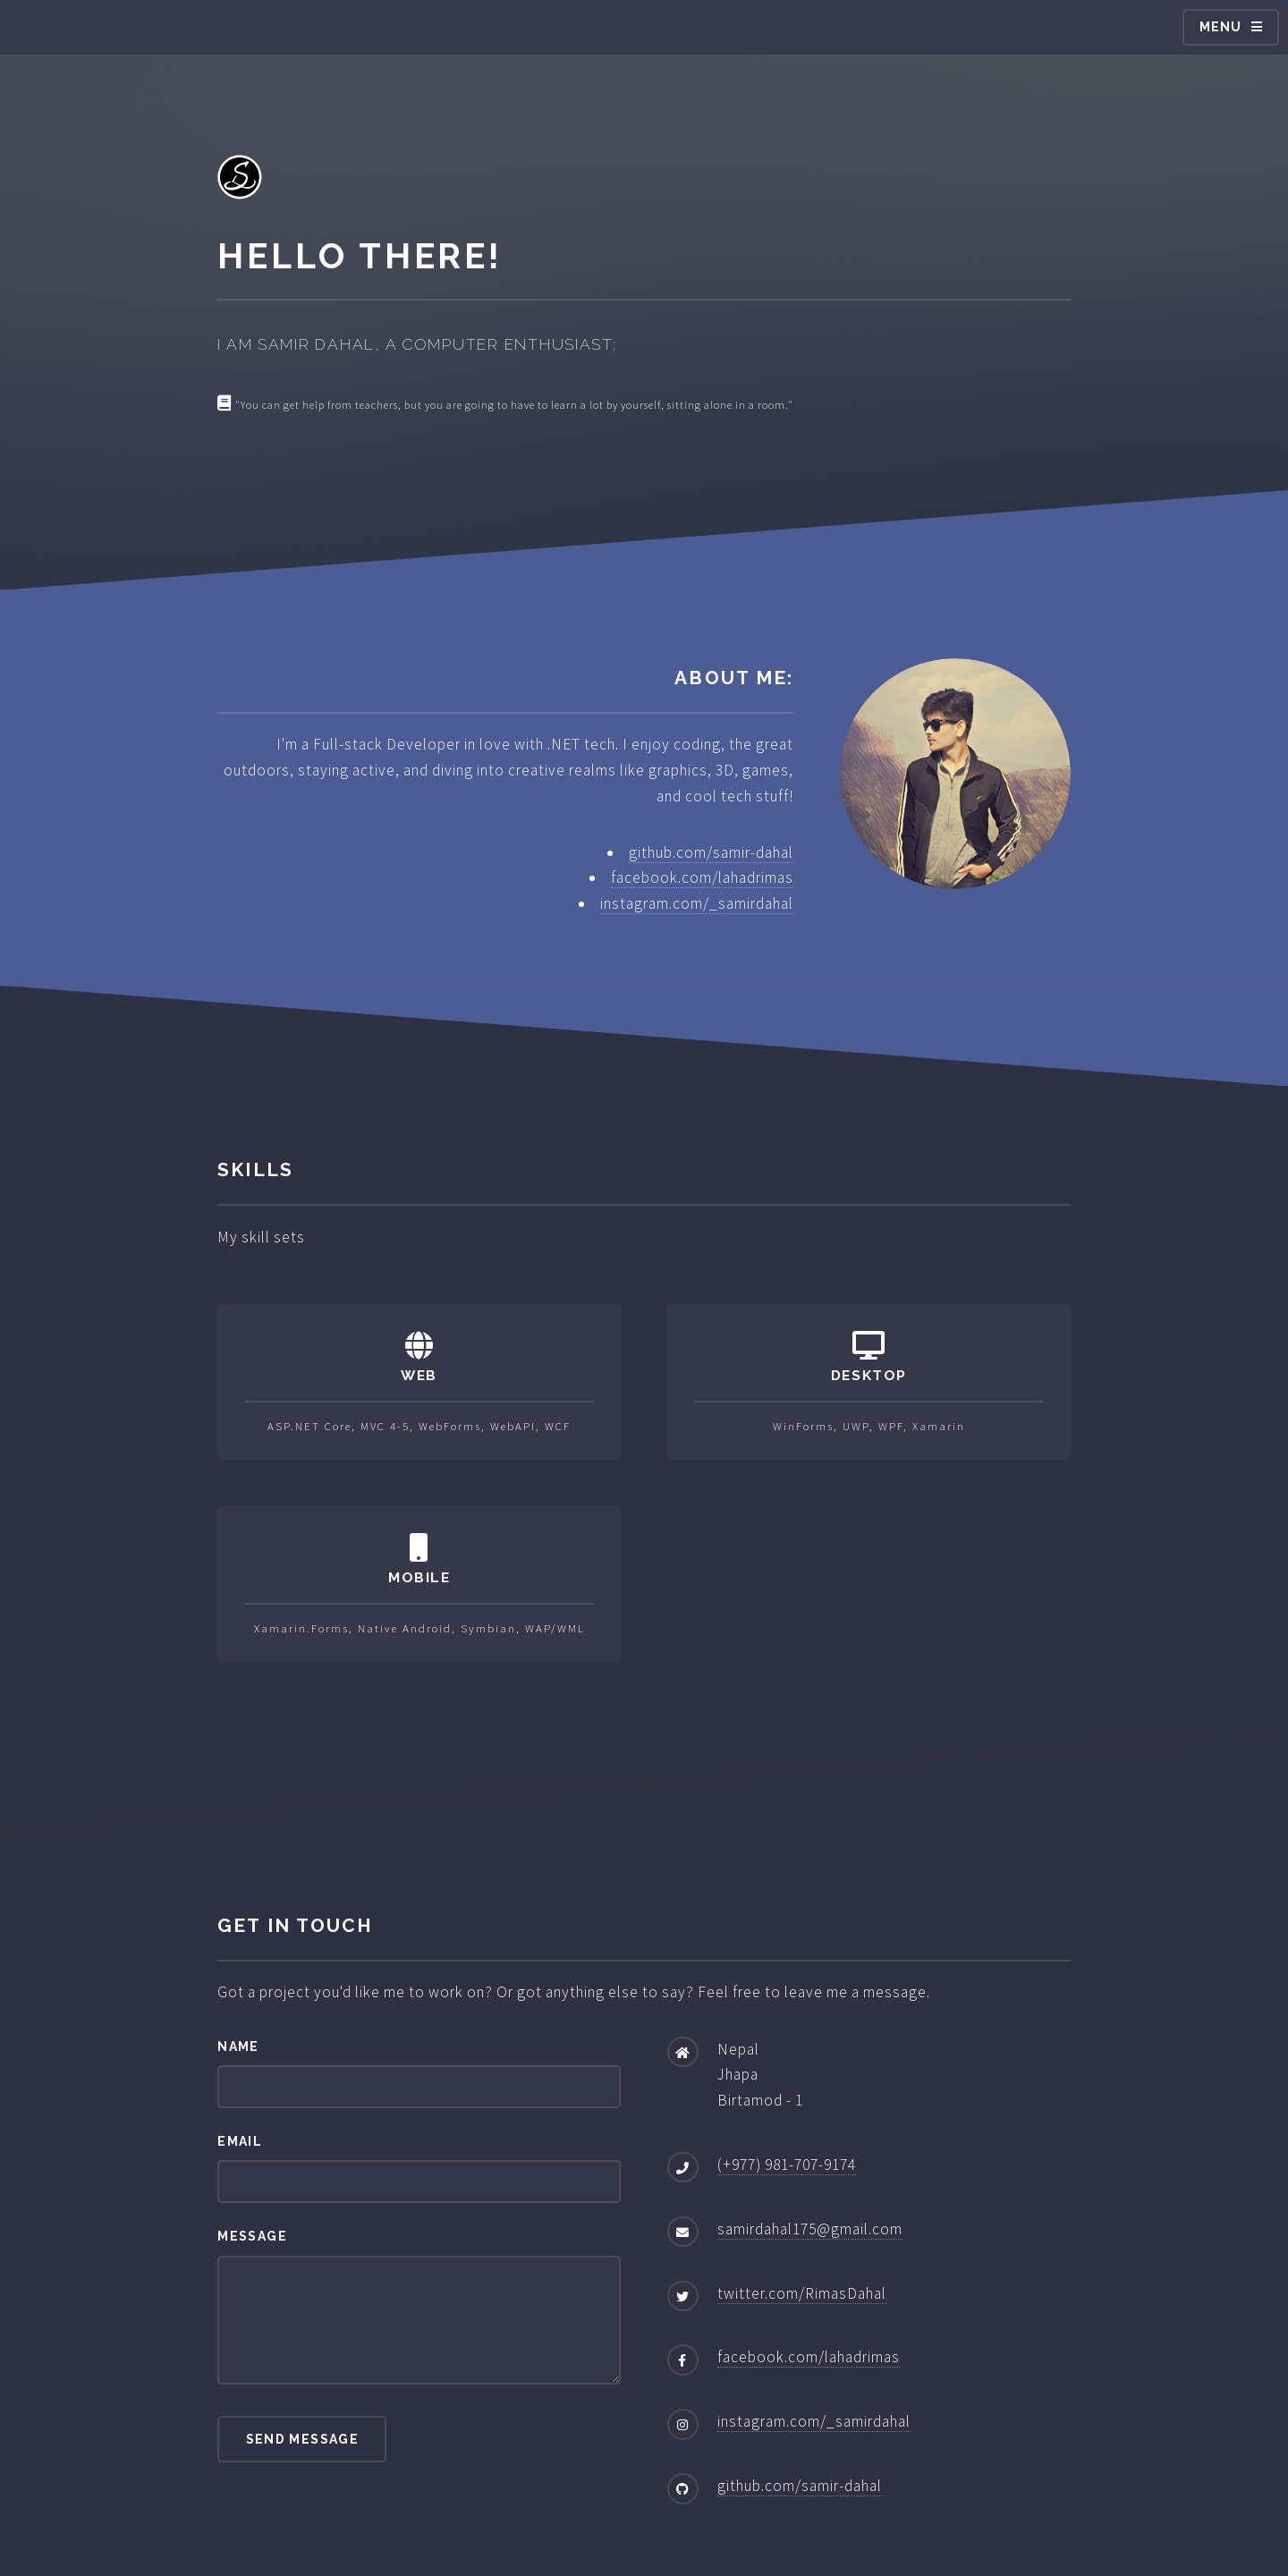 MENU
HELLO THERE!
I AM SAMIR DAHAL, A COMPUTER ENTHUSIAST;
"You can get help from teachers, but you are going to have to learn a lot by yourself, sitting alone in a room."
ABOUT ME:
I'm a Full-stack Developer in love with .NET tech. I enjoy coding, the great
outdoors, staying active, and diving into creative realms like graphics, 3D, games,
and cool tech stuff!
github.com/samir-dahal
facebook.com/lahadrimas
instagram.com/_samirdahal
SKILLS
My skill sets
WEB
ASP.NET Core, MVC 4-5, WebForms, WebAPI, WCF
DESKTOP
WinForms, UWP, WPF, Xamarin
MOBILE
Xamarin.Forms, Native Android, Symbian, WAP/WML
GET IN TOUCH
Got a project you'd like me to work on? Or got anything else to say? Feel free to leave me a message.
NAME
EMAIL
MESSAGE
SEND MESSAGE
Nepal
Jhapa
Birtamod - 1
(+977) 981-707-9174
samirdahal175@gmail.com
twitter.com/RimasDahal
facebook.com/lahadrimas
instagram.com/_samirdahal
github.com/samir-dahal